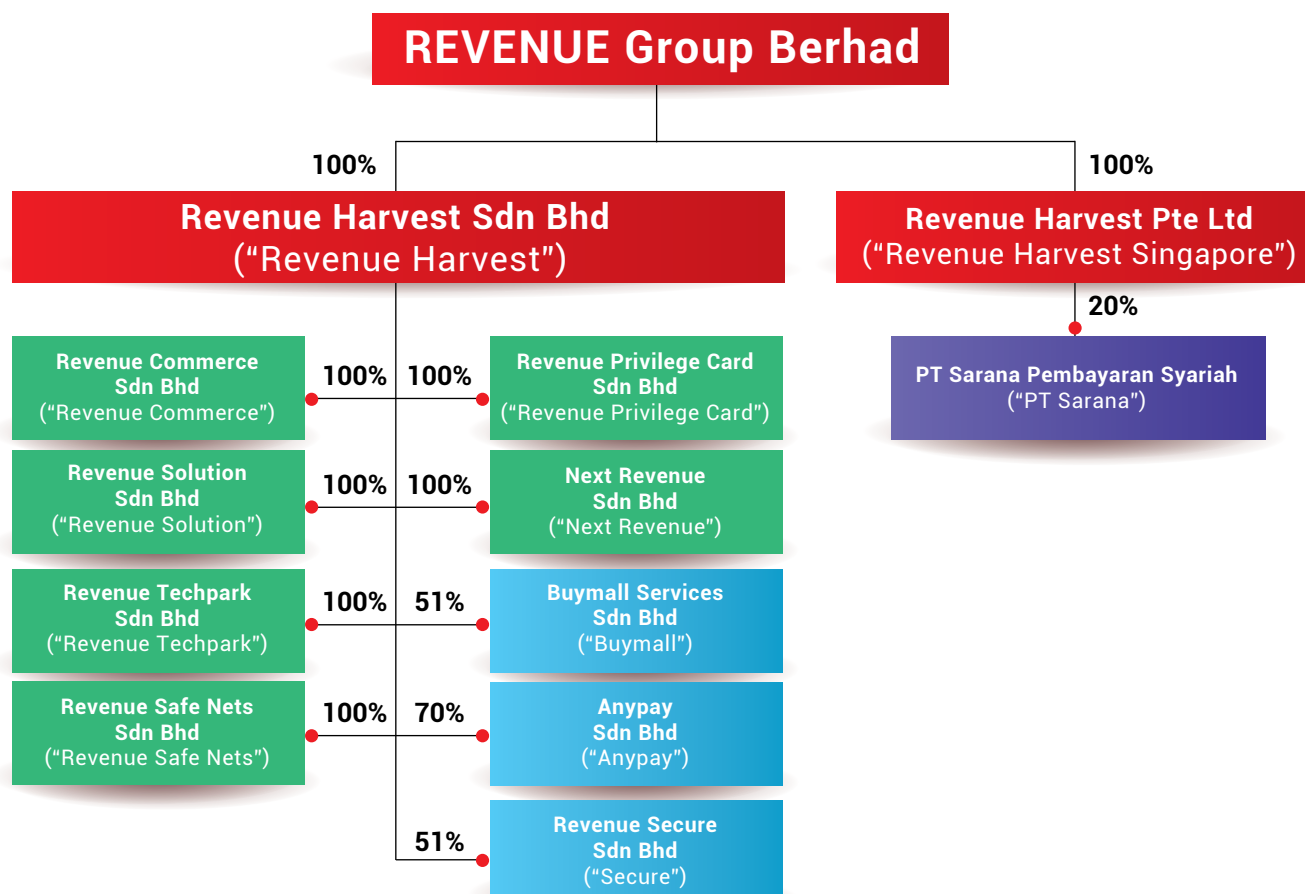 REVENUE Group Berhad
100%
100%
Revenue Harvest Sdn Bhd
(“Revenue Harvest”)
Revenue Harvest Pte Ltd
(“Revenue Harvest Singapore”)
20%
PT Sarana Pembayaran Syariah
(“PT Sarana”)
Revenue Commerce
Sdn Bhd
(“Revenue Commerce”)
100%
100%
Revenue Privilege Card
Sdn Bhd
(“Revenue Privilege Card”)
Revenue Solution
Sdn Bhd
(“Revenue Solution”)
100%
100%
Next Revenue
Sdn Bhd
(“Next Revenue”)
Revenue Techpark
Sdn Bhd
(“Revenue Techpark”)
100%
51%
Buymall Services
Sdn Bhd
(“Buymall”)
Revenue Safe Nets
Sdn Bhd
(“Revenue Safe Nets”)
100%
70%
Anypay
Sdn Bhd
(“Anypay”)
51%
Revenue Secure
Sdn Bhd
(“Secure”)